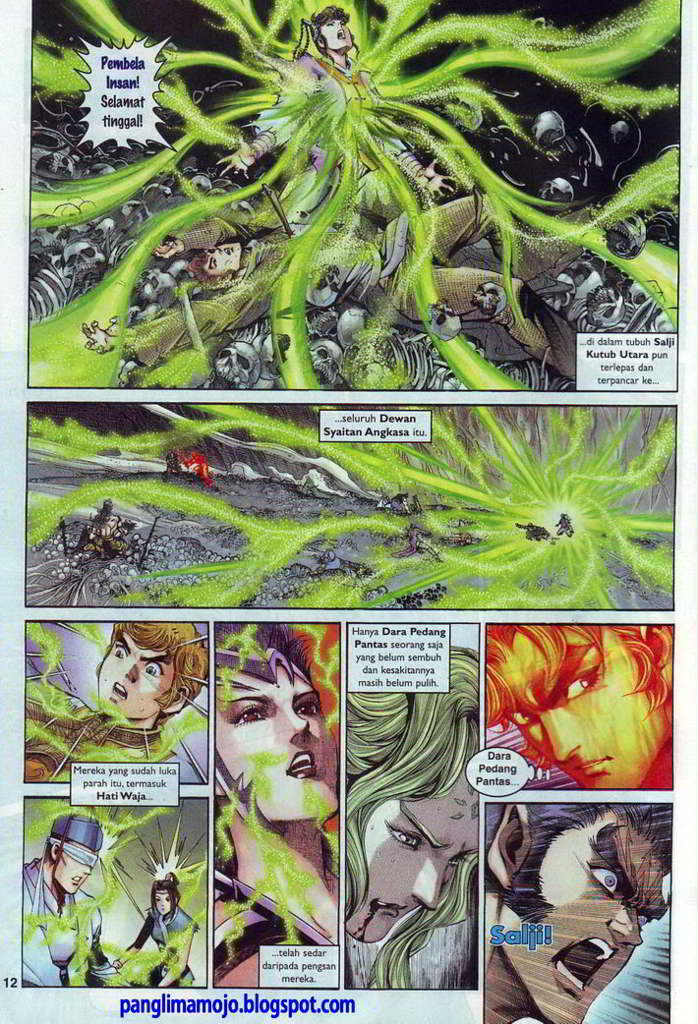 Pembela
Insan!
Selamat
tinggal!
...di dalam tubuh Salji
Kutub Utara pun
terlepas dan
terpancar ke...
...seluruh Dewan
Syaitan Angkasa itu.
Mereka yang sudah luka
parah itu, termasuk
Hati Waja...
...telah sedar
daripada pengsan
mereka.
Hanya Dara Pedang
Pantas seorang saja
yang belum sembuh
dan kesakitannya
masih belum pulih.
Dara
Pedang
Pantas...
Salji!
12
panglimamojo.blogspot.com